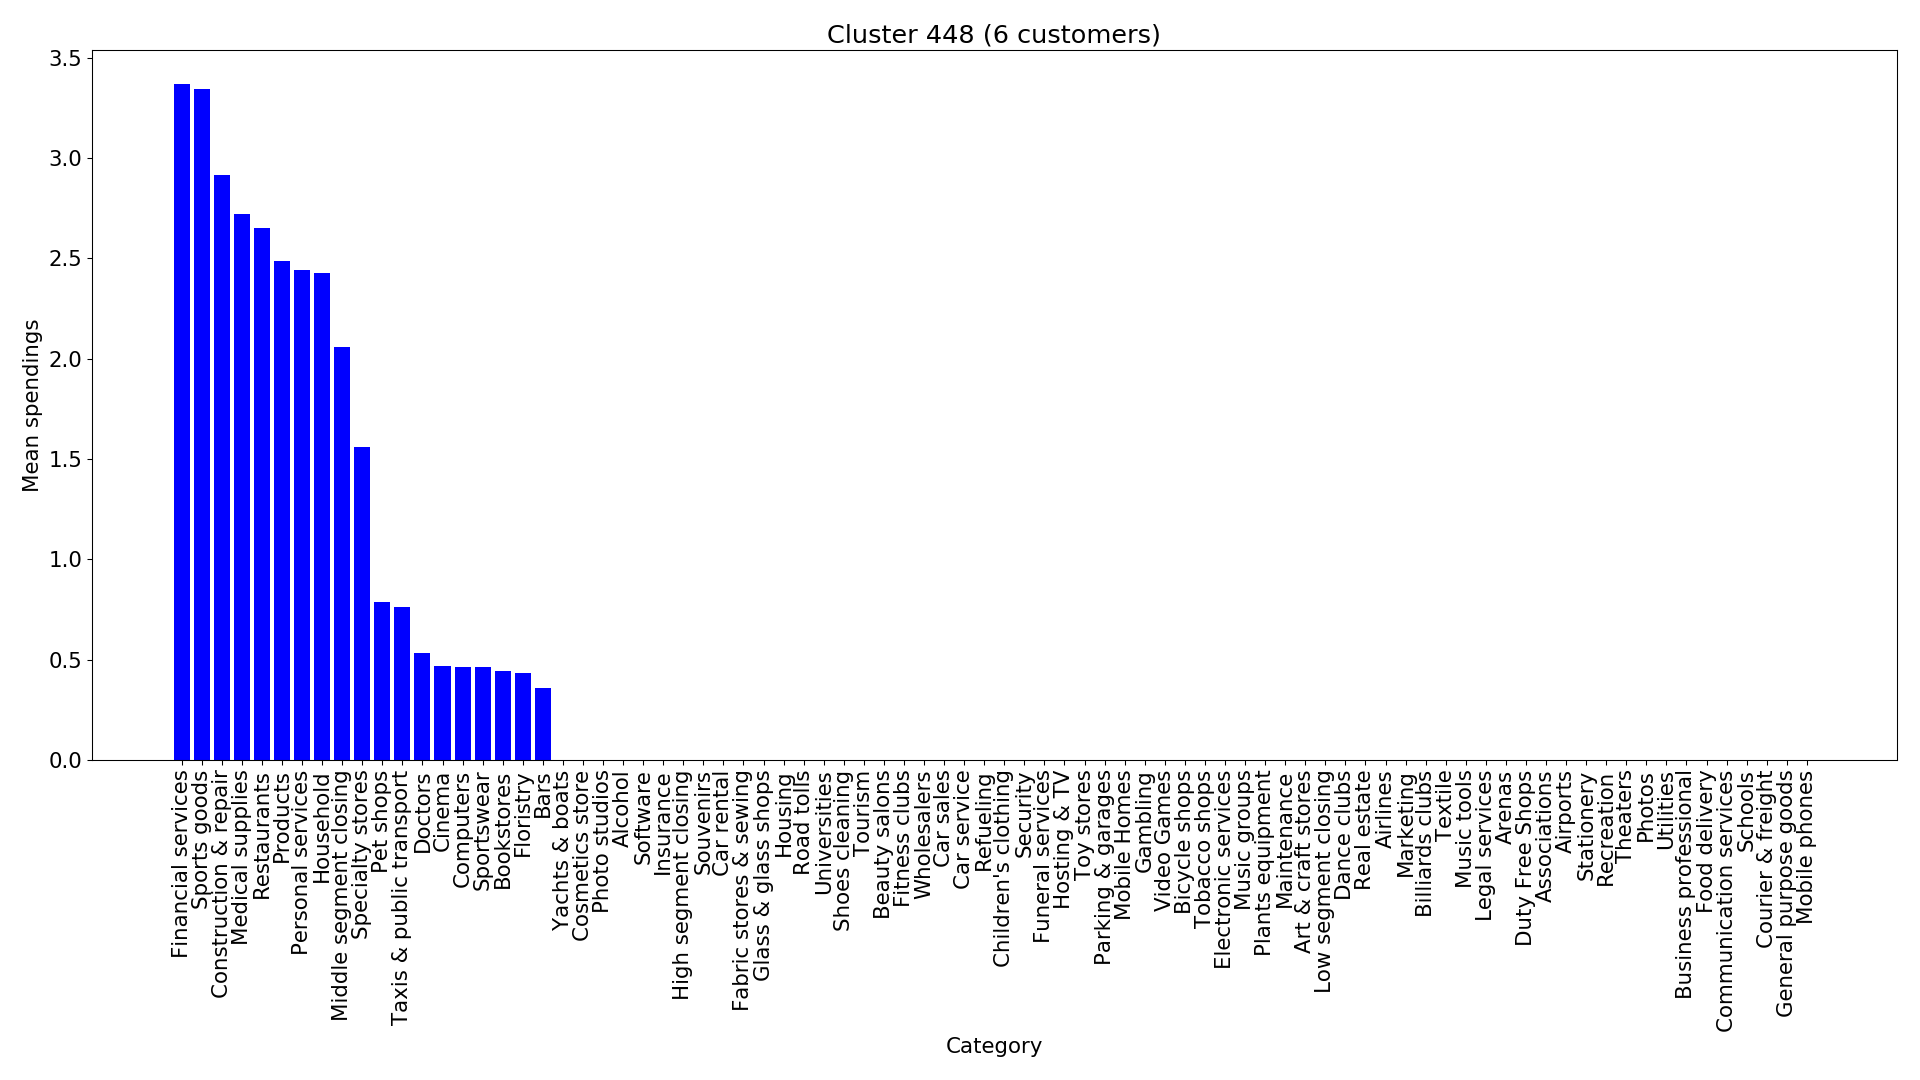 Cluster 448 (6 customers)
Mean spendings
3.5
3.0
2.5
2.0
1.5
1.0
0.5
0.0
Financial services
Sports goods
Construction & repair
Medical supplies
Restaurants
Products
Personal services
Household
Middle segment closing
Specialty stores
Pet shops
Taxis & public transport
Doctors
Cinema
Computers
Sportswear
Bookstores
Floristry
Bars
Yachts & boats
Cosmetics store
Photo studios
Alcohol
Software
Insurance
High segment closing
Souvenirs
Car rental
Fabric stores & sewing
Glass & glass shops
Housing
Road tolls
Universities
Shoes cleaning
Tourism
Beauty salons
Fitness clubs
Wholesalers
Car sales
Car service
Refueling
Children's clothing
Security
Funeral services
Hosting & TV
Toy stores
Parking & garages
Mobile Homes
Gambling
Video Games
Bicycle shops
Tobacco shops
Electronic services
Music groups
Plants equipment
Maintenance
Art & craft stores
Low segment closing
Dance clubs
Real estate
Airlines
Marketing
Billiards clubs
Textile
Music tools
Legal services
Arenas
Duty Free Shops
Associations
Airports
Stationery
Recreation
Theaters
Photos
Utilities
Business professional
Food delivery
Communication services
Schools
Courier & freight
General purpose goods
Mobile phones
Category